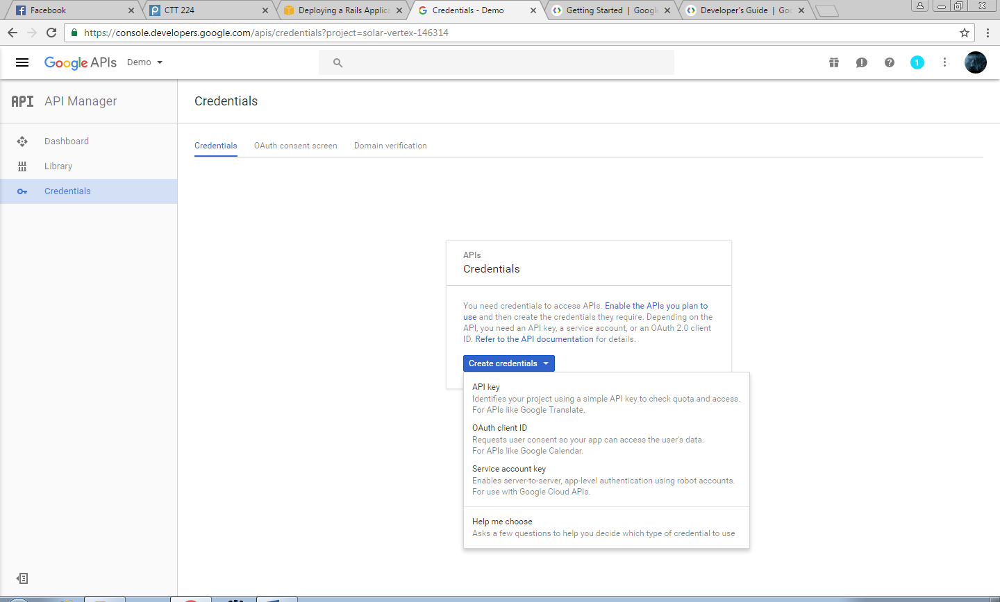 Facebook
CTT 224
Deploying a Rails Applica
Credentials - Demo
Getting Started | Googl
Developer's Guide | Goo
https://console.developers.google.com/apis/credentials?project=solar-vertex-146314
Google APIs
Demo
1
API
API Manager
Credentials
Dashboard
Library
Credentials
Credentials
OAuth consent screen
Domain verification
APIs
Credentials
You need credentials to access APIs. Enable the APIs you plan to
use and then create the credentials they require. Depending on the
API, you need an API key, a service account, or an OAuth 2.0 client
ID. Refer to the API documentation for details.
Create credentials
API key
Identifies your project using a simple API key to check quota and access.
For APIs like Google Translate.
OAuth client ID
Requests user consent so your app can access the user's data.
For APIs like Google Calendar.
Service account key
Enables server-to-server, app-level authentication using robot accounts.
For use with Google Cloud APIs.
Help me choose
Asks a few questions to help you decide which type of credential to use